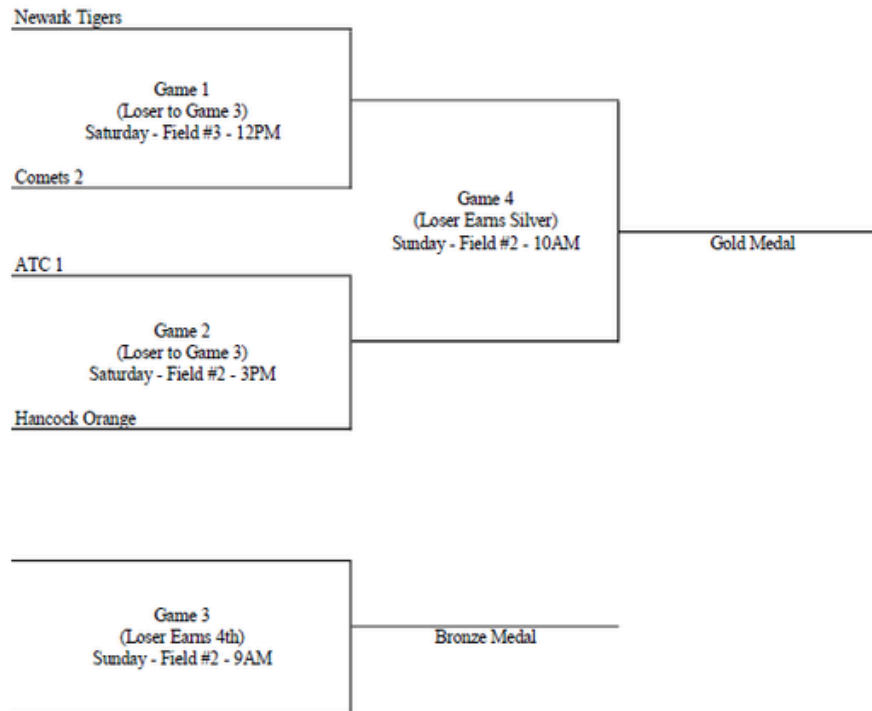 Newark Tigers
Game 1
(Loser to Game 3)
Saturday - Field #3 - 12PM
Comets 2
Game 4
(Loser Earns Silver)
Sunday - Field #2 - 10AM
Gold Medal
ATC 1
Game 2
(Loser to Game 3)
Saturday - Field #2 - 3PM
Hancock Orange
Game 3
(Loser Earns 4th)
Sunday - Field #2 - 9AM
Bronze Medal